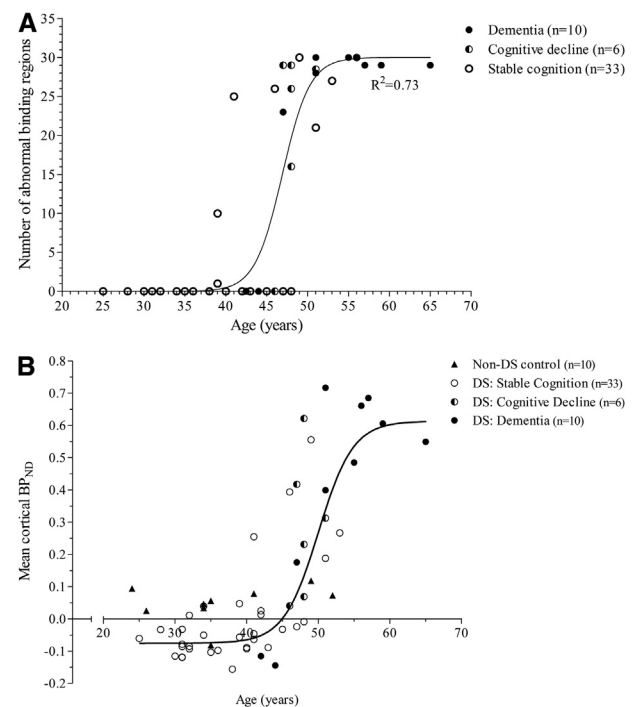 A
35
30
25
20
15
10
5
0
Number of abnormal binding regions
20 25 30 35 40 45 50 55 60 65 70
Age (years)
R²=0.73
Dementia (n=10)
Cognitive decline (n=6)
Stable cognition (n=33)
B
0.8
0.7
0.6
0.5
0.4
0.3
0.2
0.1
0.0
-0.1
-0.2
Mean cortical BPND
20 30 40 50 60 70
Age (years)
Non-DS control (n=10)
DS: Stable Cognition (n=33)
DS: Cognitive Decline (n=6)
DS: Dementia (n=10)